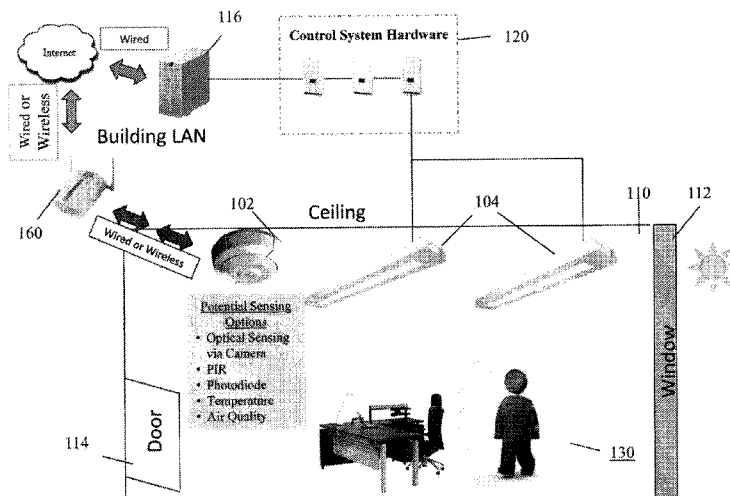 116
Wired
Internet
Control System Hardware
120
Wired or
Wireless
Building LAN
160
Wired or Wireless
102
Ceiling
104
110
112
Potential Sensing
Options
• Optical Sensing
via Camera
• PIR
• Photodiode
• Temperature
• Air Quality
Window
114
Door
130